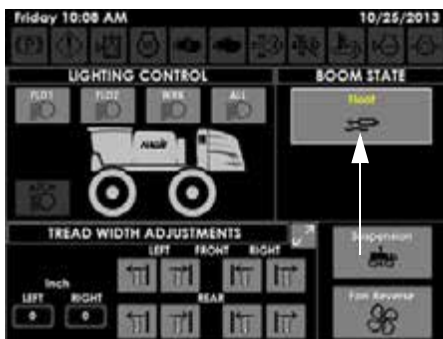 Friday 10:08 AM 10/25/2013
(P)
LIGHTING CONTROL
BOOM STATE
FLD1 FLD2 WRK ALL
Float
HAGIE
TREAD WIDTH ADJUSTMENTS
LEFT FRONT RIGHT
Suspension
Inch
LEFT RIGHT
REAR
0 0
Fan Reverse